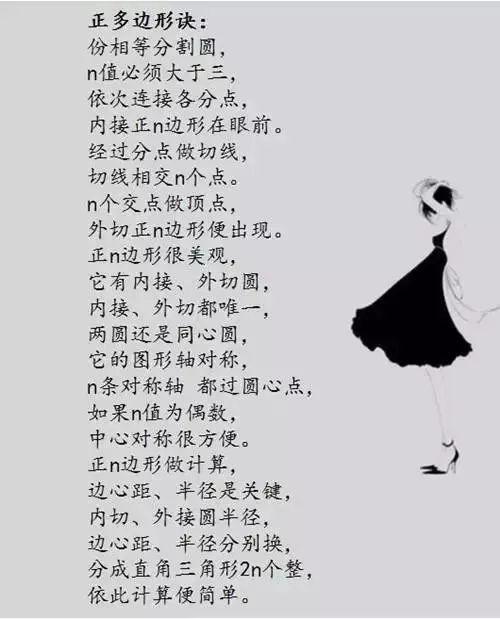 正多边形诀：
份相等分割圆，
n值必须大于三，
依次连接各分点，
内接正n边形在眼前。
经过分点做切线，
切线相交n个点。
n个交点做顶点，
外切正n边形便出现。
正n边形很美观，
它有内接、外切圆，
内接、外切都唯一，
两圆还是同心圆，
它的图形轴对称，
n条对称轴 都过圆心点，
如果n值为偶数，
中心对称很方便。
正n边形做计算，
边心距、半径是关键，
内切、外接圆半径，
边心距、半径分别换，
分成直角三角形2n个整，
依此计算便简单。